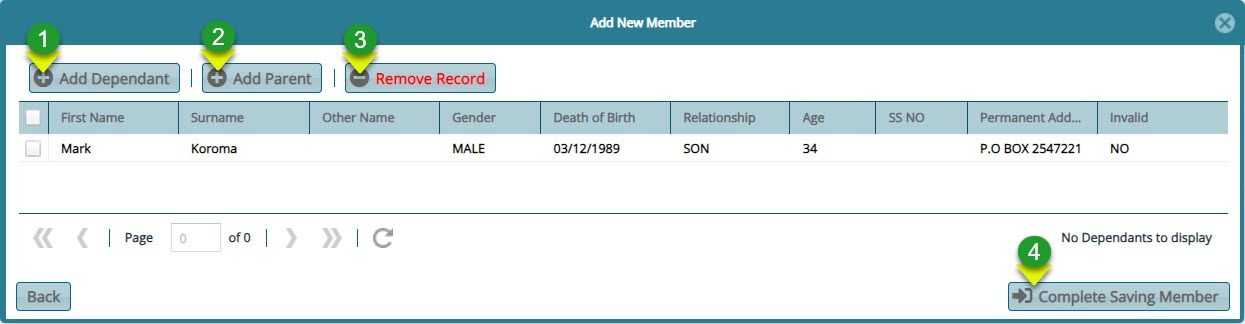 Add New Member
1 2 3
Add Dependant Add Parent Remove Record
First Name Surname Other Name Gender Death of Birth Relationship Age SS NO Permanent Add... Invalid
Mark Koroma MALE 03/12/1989 SON 34 P.O BOX 2547221 NO
Page 0 of 0 No Dependants to display
4
Back Complete Saving Member